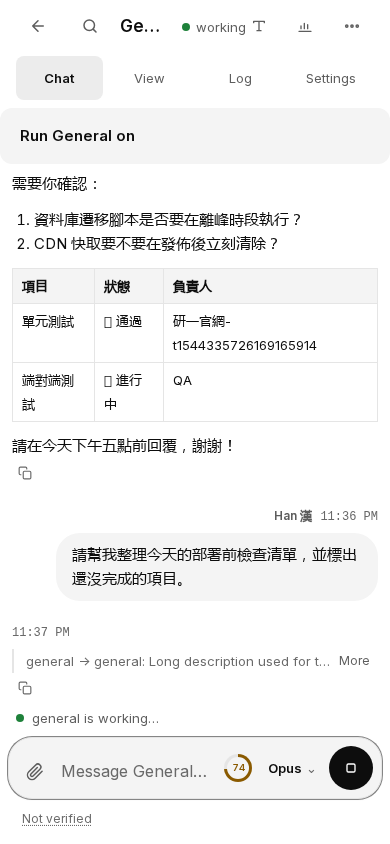 Ge...
working
Chat
View
Log
Settings
Run General on
需要你確認：
1. 資料庫遷移腳本是否要在離峰時段執行？
2. CDN 快取要不要在發佈後立刻清除？
項目 狀態 負責人
單元測試 通過 研一官網-
t1544335726169165914
端對端測 進行 QA
試 中
請在今天下午五點前回覆，謝謝！
Han 漢 11:36 PM
請幫我整理今天的部署前檢查清單，並標出
還沒完成的項目。
11:37 PM
general → general: Long description used for t... More
general is working...
Message General... 74 Opus
Not verified